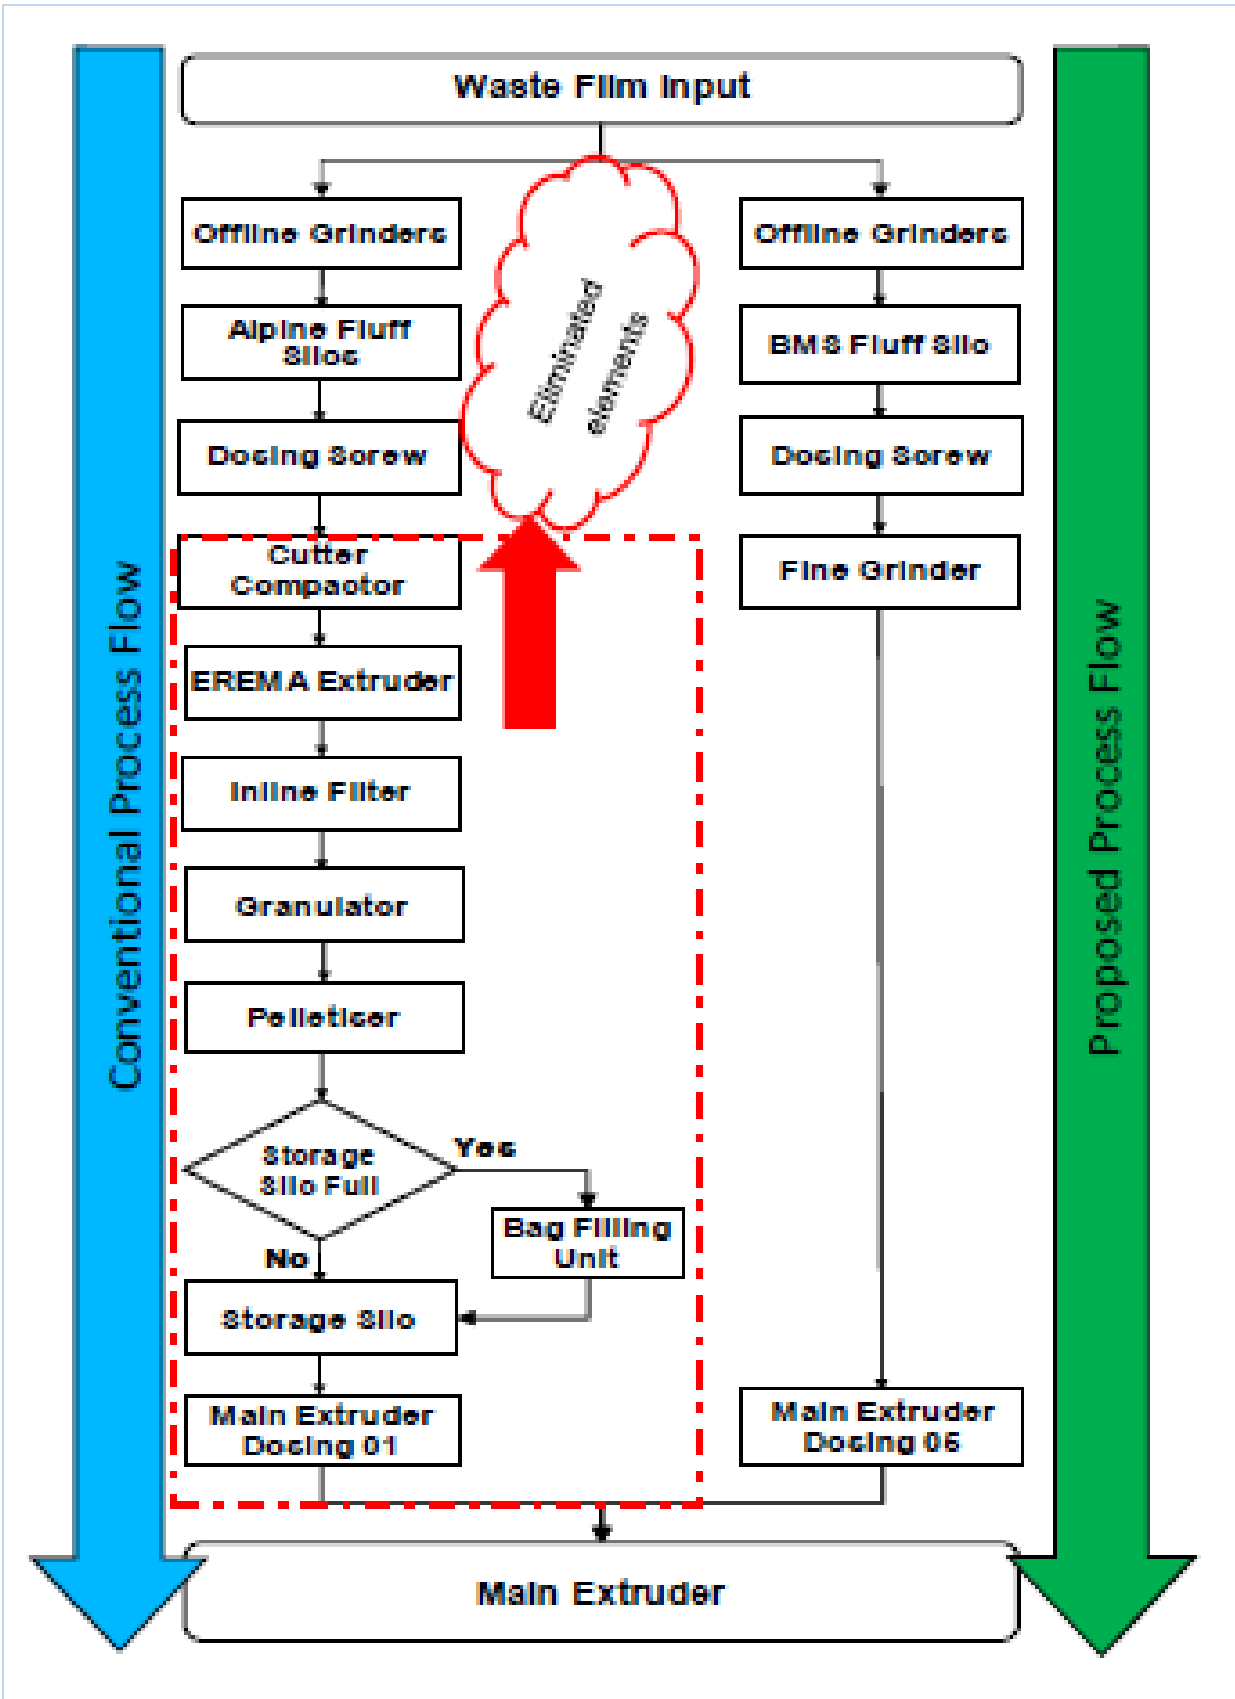 Waste Film Input
Offline Grinders
Alpine Fluff
Silos
Dosing Screw
Cutter
Compactor
EREMA Extruder
Inline Filter
Granulator
Pelletiser
Storage
Silo Full
Yes
No
Bag Filling
Unit
Storage Silo
Main Extruder
Dosing 01
Eliminated
elements
Offline Grinders
BMS Fluff Silo
Dosing Screw
Fine Grinder
Main Extruder
Dosing 05
Main Extruder
Conventional Process Flow
Proposed Process Flow